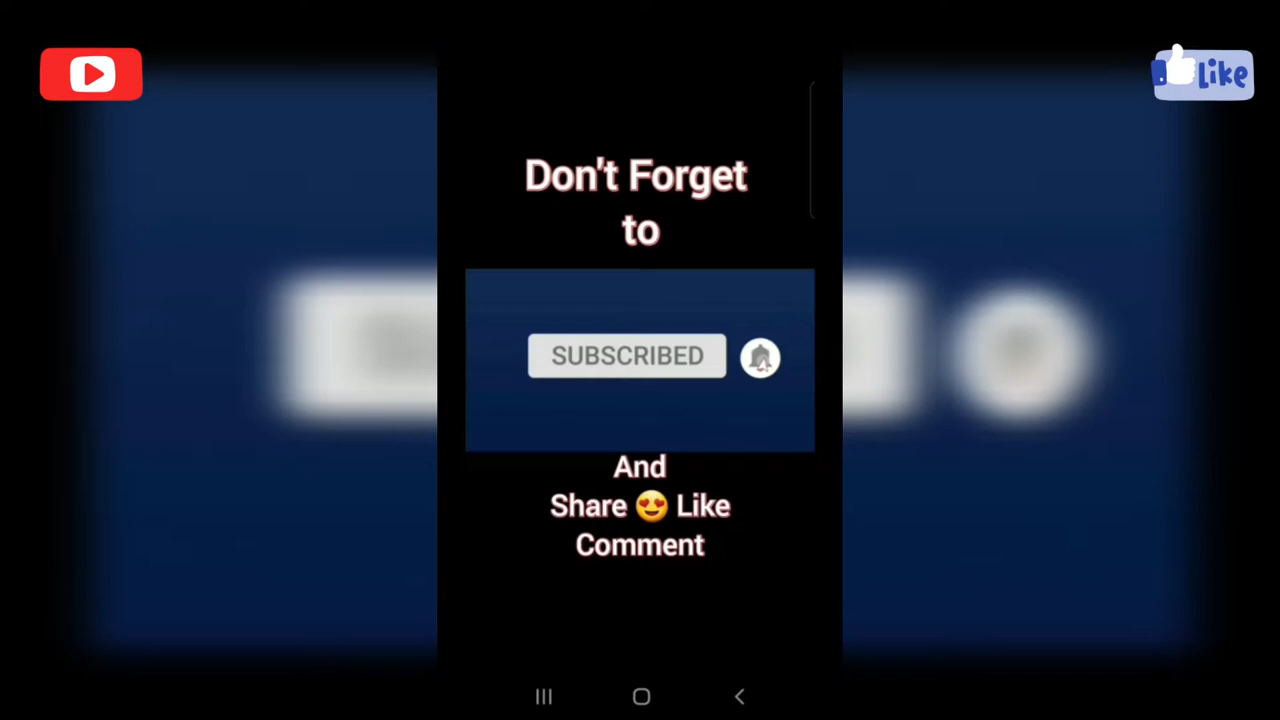 Like
Don't Forget
to
SUBSCRIBED
And
Share 😍 Like
Comment